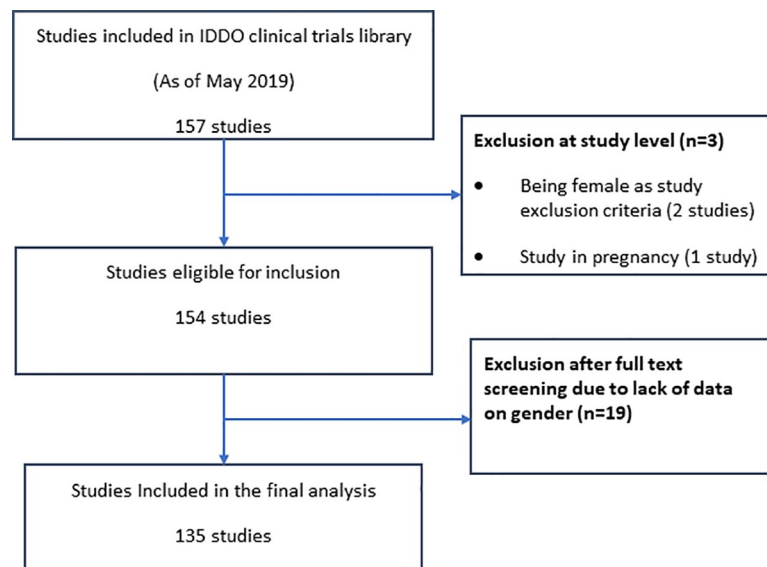 Studies included in IDDO clinical trials library
(As of May 2019)
157 studies
Exclusion at study level (n=3)
• Being female as study
exclusion criteria (2 studies)
• Study in pregnancy (1 study)
Studies eligible for inclusion
154 studies
Exclusion after full text
screening due to lack of data
on gender (n=19)
Studies Included in the final analysis
135 studies